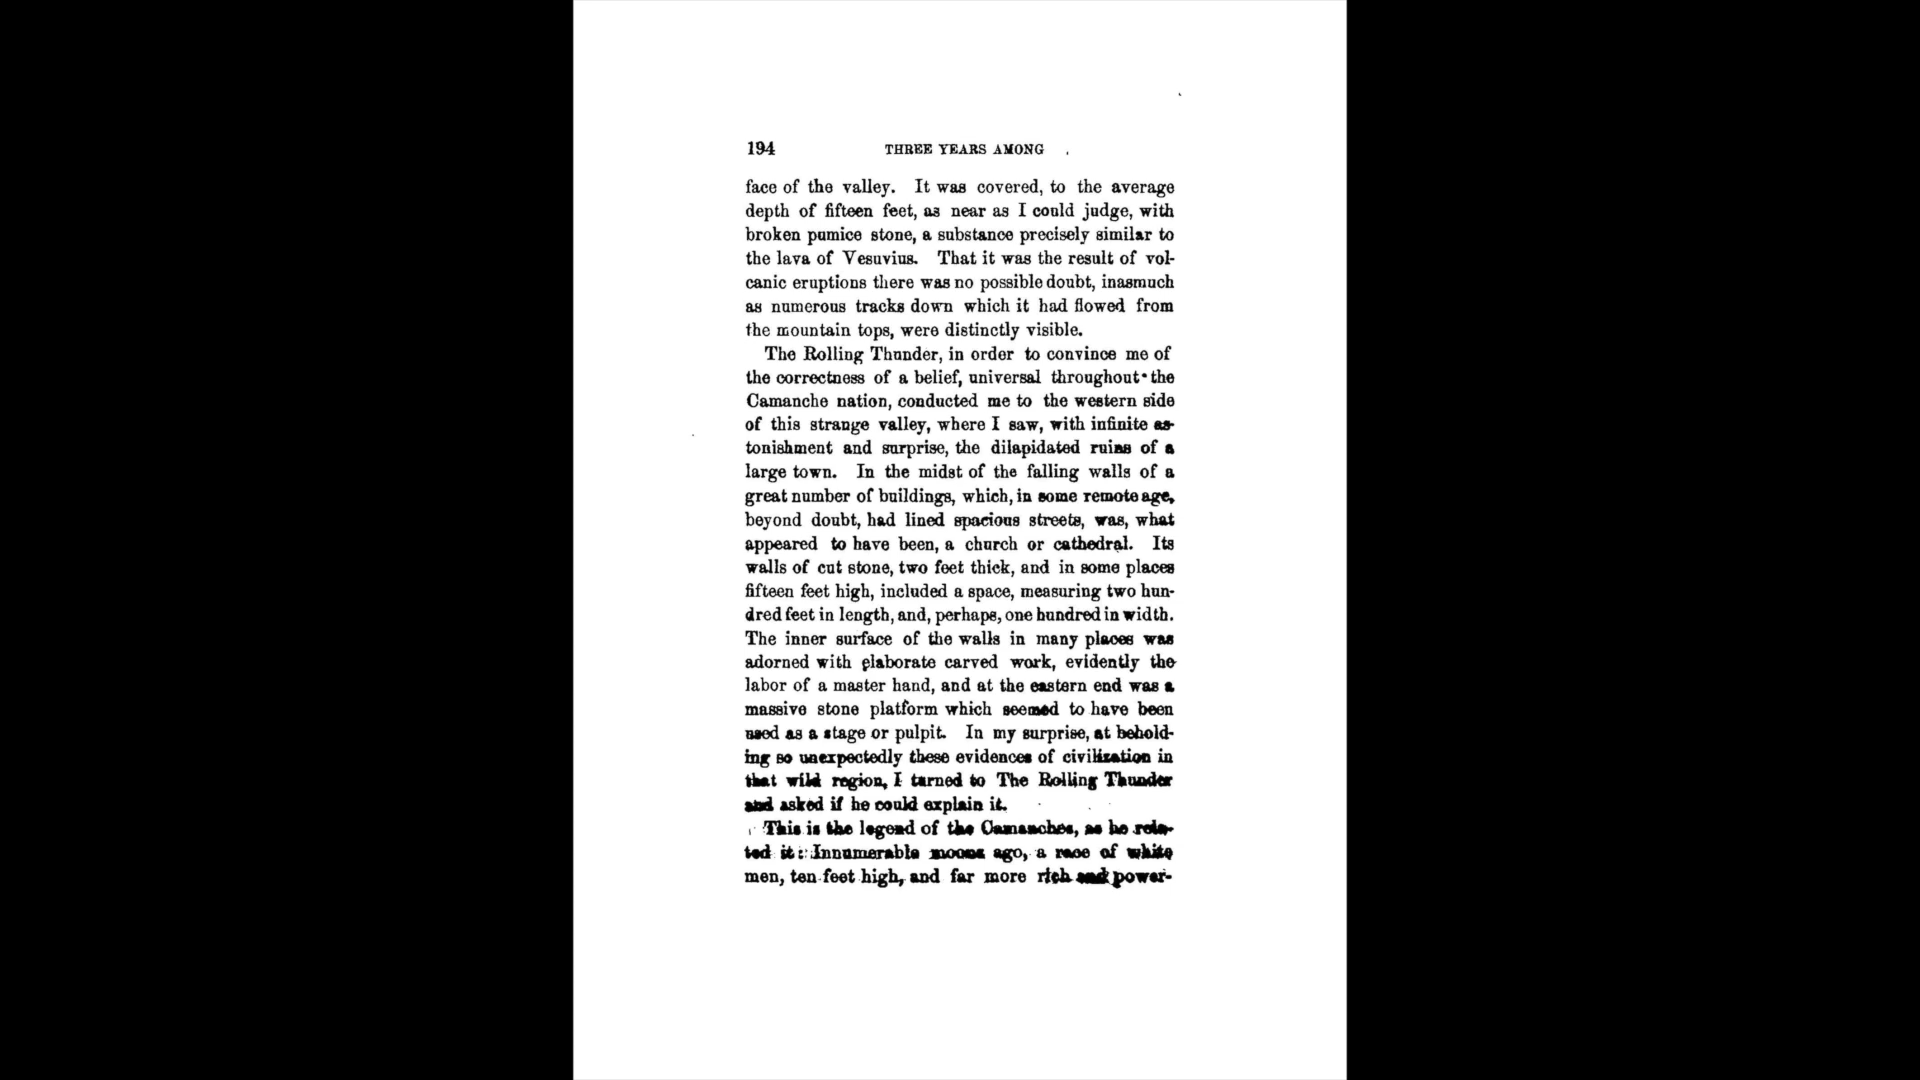 194 THREE YEARS AMONG
face of the valley. It was covered, to the average
depth of fifteen feet, as near as I could judge, with
broken pumice stone, a substance precisely similar to
the lava of Vesuvius. That it was the result of vol-
canic eruptions there was no possible doubt, inasmuch
as numerous tracks down which it had flowed from
the mountain tops, were distinctly visible.
The Rolling Thunder, in order to convince me of
the correctness of a belief, universal throughout the
Camanche nation, conducted me to the western side
of this strange valley, where I saw, with infinite as-
tonishment and surprise, the dilapidated ruins of a
large town. In the midst of the falling walls of a
great number of buildings, which, in some remote age,
beyond doubt, had lined spacious streets, was, what
appeared to have been, a church or cathedral. Its
walls of cut stone, two feet thick, and in some places
fifteen feet high, included a space, measuring two hun-
dred feet in length, and, perhaps, one hundred in width.
The inner surface of the walls in many places was
adorned with elaborate carved work, evidently the
labor of a master hand, and at the eastern end was a
massive stone platform which seemed to have been
used as a stage or pulpit. In my surprise, at behold-
ing so unexpectedly these evidences of civilization in
that wild region, I turned to The Rolling Thunder
and asked if he could explain it.
This is the legend of the Camanches, as he rela-
ted it: Innumerable moons ago, a race of white
men, ten feet high, and far more rich and power-